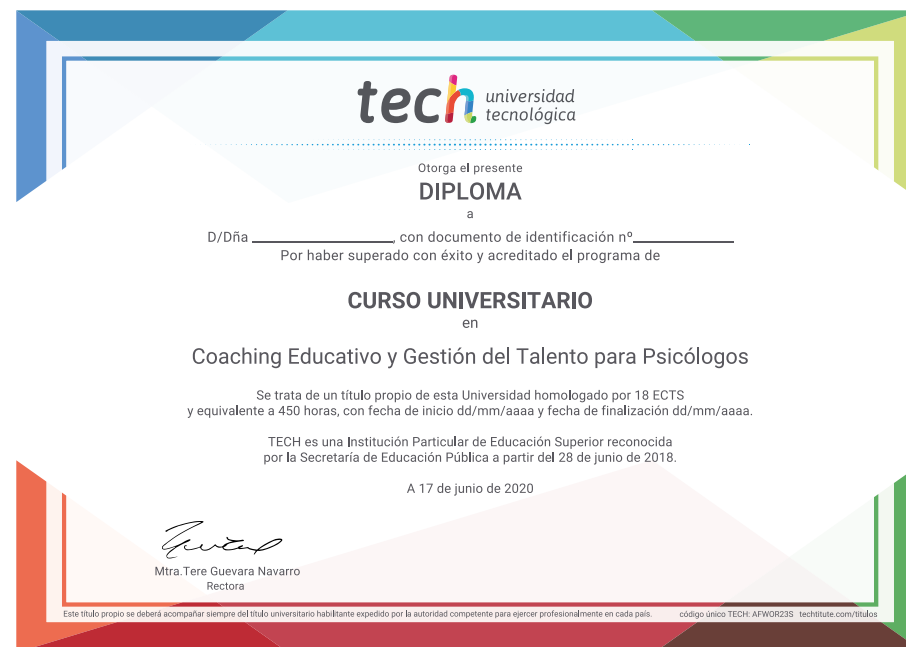 tech universidad
tecnológica
Otorga el presente
DIPLOMA
a
D/Dña ____________________, con documento de identificación nº______________
Por haber superado con éxito y acreditado el programa de
CURSO UNIVERSITARIO
en
Coaching Educativo y Gestión del Talento para Psicólogos
Se trata de un título propio de esta Universidad homologado por 18 ECTS
y equivalente a 450 horas, con fecha de inicio dd/mm/aaaa y fecha de finalización dd/mm/aaaa.
TECH es una Institución Particular de Educación Superior reconocida
por la Secretaría de Educación Pública a partir del 28 de junio de 2018.
A 17 de junio de 2020
Mtra.Tere Guevara Navarro
Rectora
Este título propio se deberá acompañar siempre del título universitario habilitante expedido por la autoridad competente para ejercer profesionalmente en cada país. código único TECH: AFWOR23S techtitute.com/títulos